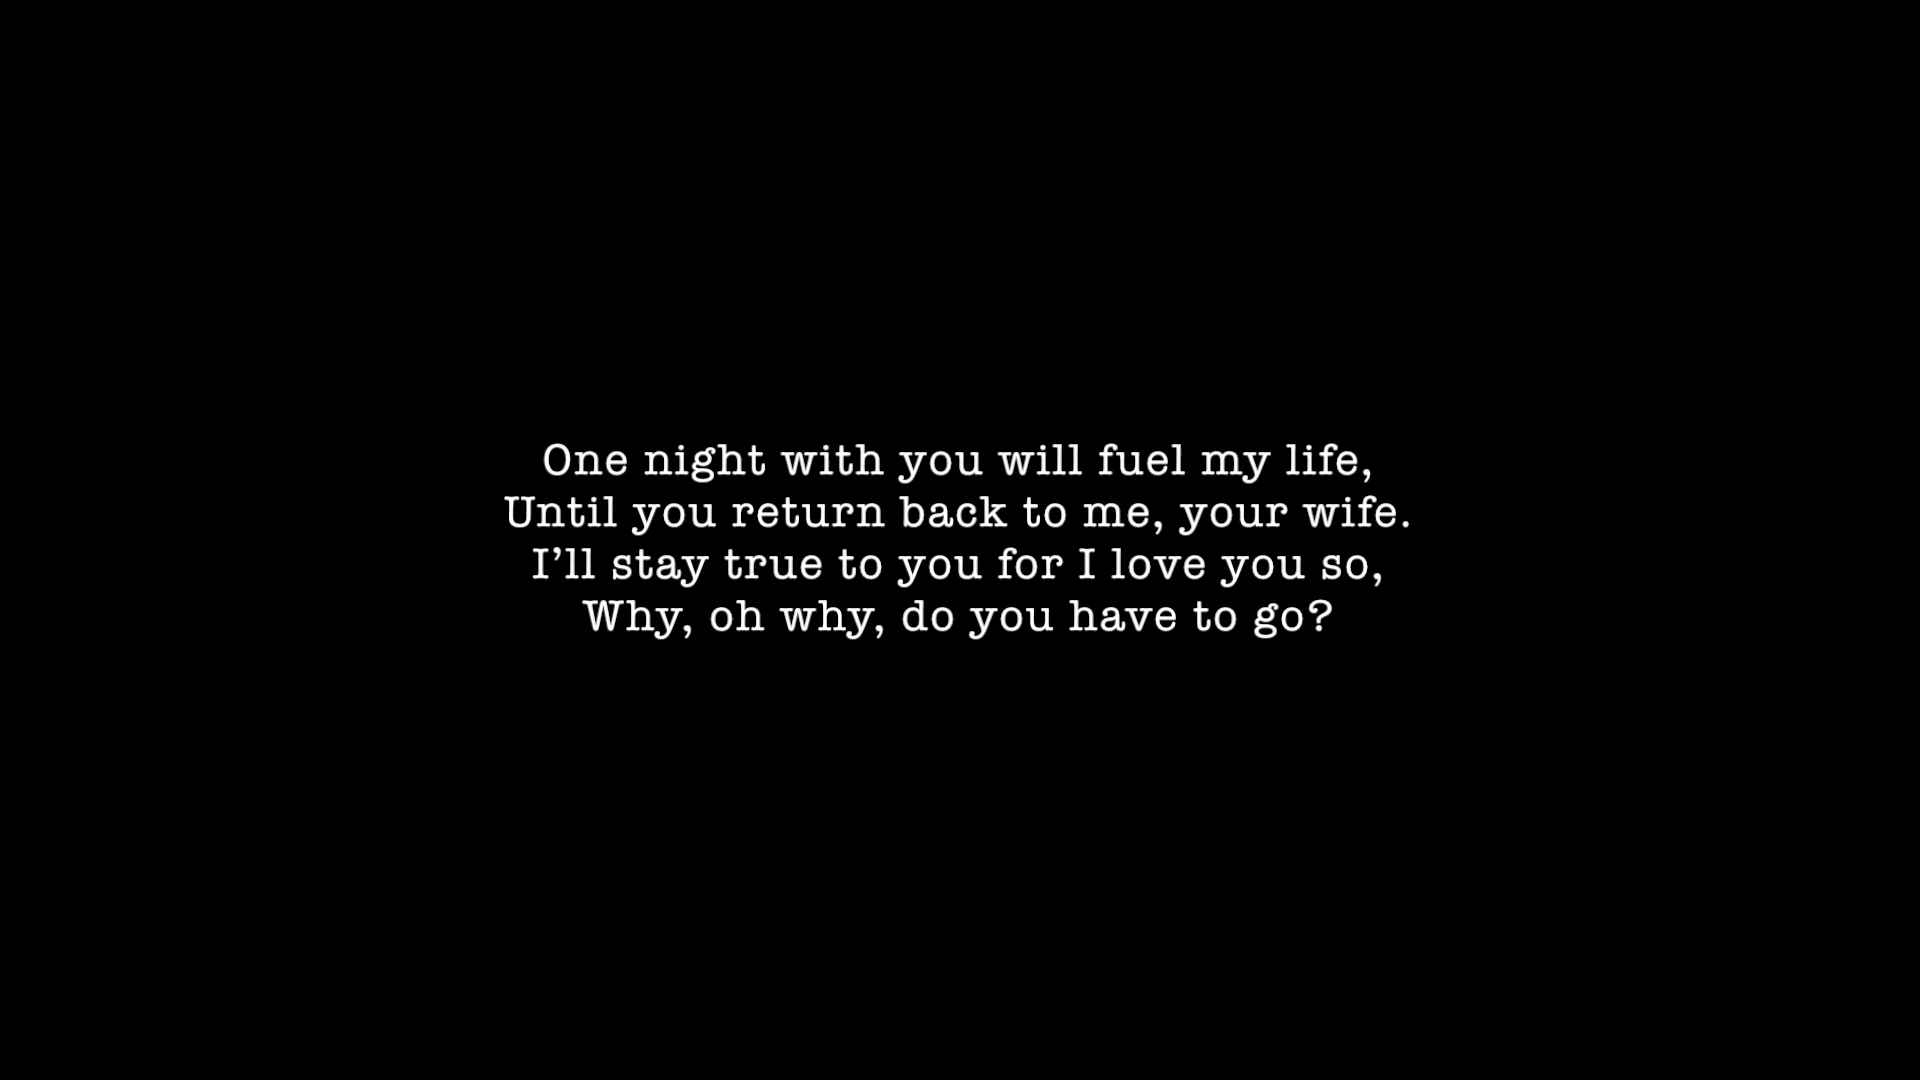 One night with you will fuel my life,
Until you return back to me, your wife.
I’ll stay true to you for I love you so,
Why, oh why, do you have to go?